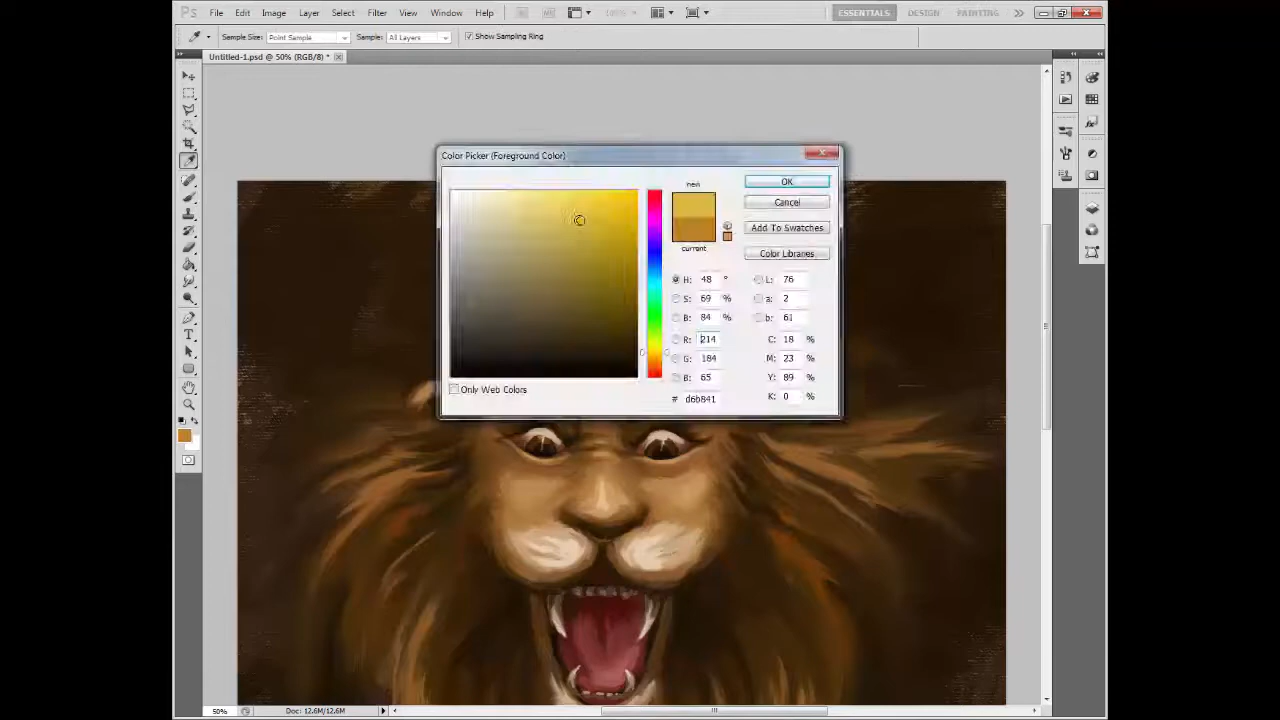 Ps File Edit Image Layer Select Filter View Window Help 100% ESSENTIALS DESIGN PAINTING
Sample Size: Point Sample Sample: All Layers Show Sampling Ring
Untitled-1.psd @ 50% (RGB/8) *
Color Picker (Foreground Color)
new
current
OK
Cancel
Add To Swatches
Color Libraries
H: 48 °
S: 69 %
B: 84 %
R: 214
G: 184
B: 65
# d6b841
L: 76
a: 2
b: 61
C: 18 %
M: 23 %
Y: 89 %
K: 0 %
Only Web Colors
50% Doc: 12.6M/12.6M